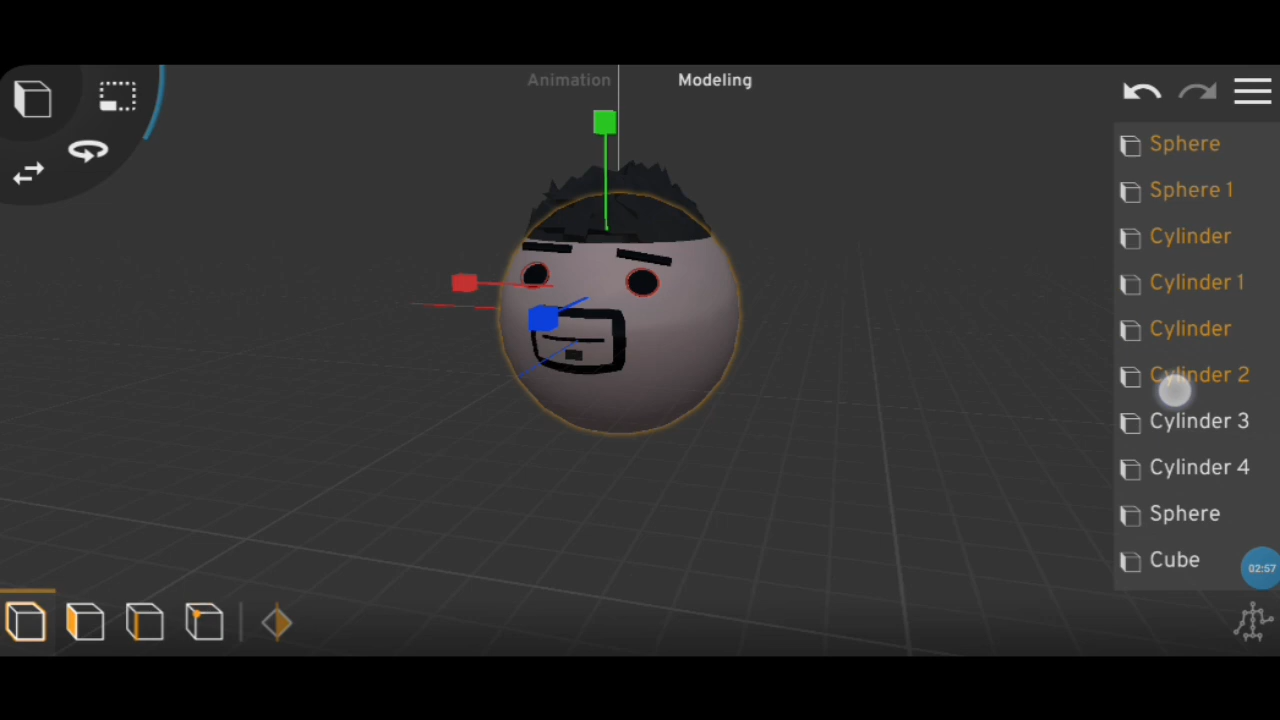 Animation
Modeling
Sphere
Sphere 1
Cylinder
Cylinder 1
Cylinder
Cylinder 2
Cylinder 3
Cylinder 4
Sphere
Cube
02:57